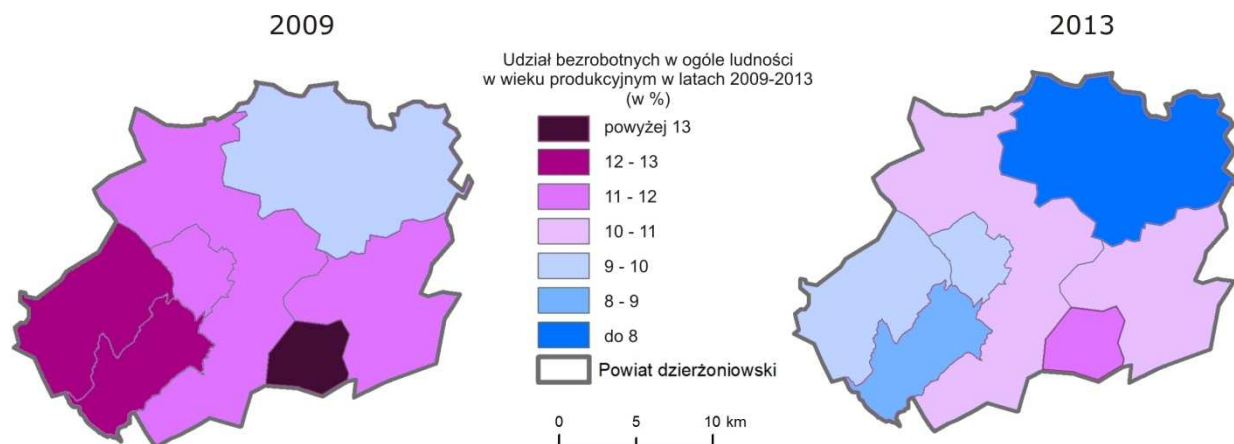 2009
2013
Udział bezrobotnych w ogóle ludności
w wieku produkcyjnym w latach 2009-2013
(w %)
powyżej 13
12 - 13
11 - 12
10 - 11
9 - 10
8 - 9
do 8
Powiat dzierżoniowski
0 5 10 km